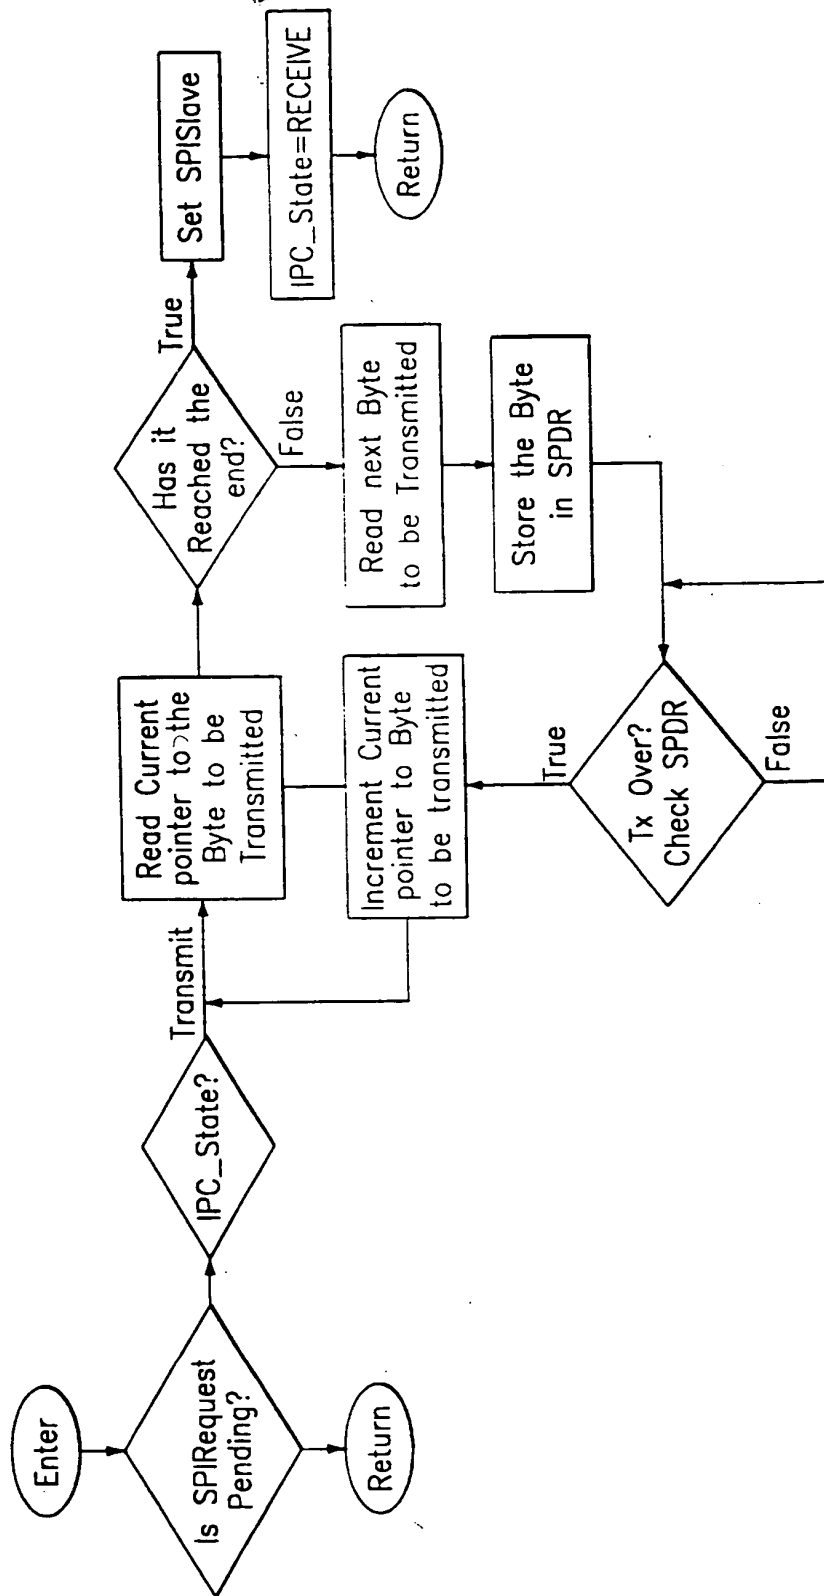 Enter
Is SPIRequest
Pending?
Return
IPC_State?
Transmit
Read Current
pointer to the
Byte to be
Transmitted
Has it
Reached the
end?
True
Set SPISlave
IPC_State=RECEIVE
Return
False
Read next Byte
to be Transmitted
Store the Byte
in SPDR
Tx Over?
Check SPDR
True
False
Increment Current
pointer to Byte
to be transmitted